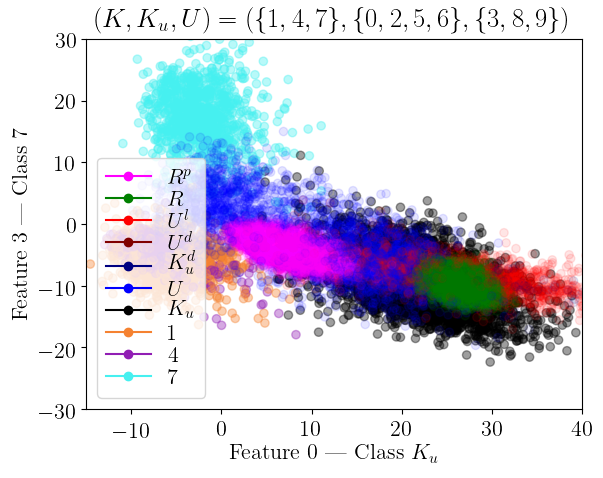 (K, K_u, U) = ({1, 4, 7}, {0, 2, 5, 6}, {3, 8, 9})
30
20
10
0
−10
−20
−30
Feature 3 — Class 7
R^p
R
U^l
U^d
K_u^d
U
K_u
1
4
7
−10
0
10
20
30
40
Feature 0 — Class K_u